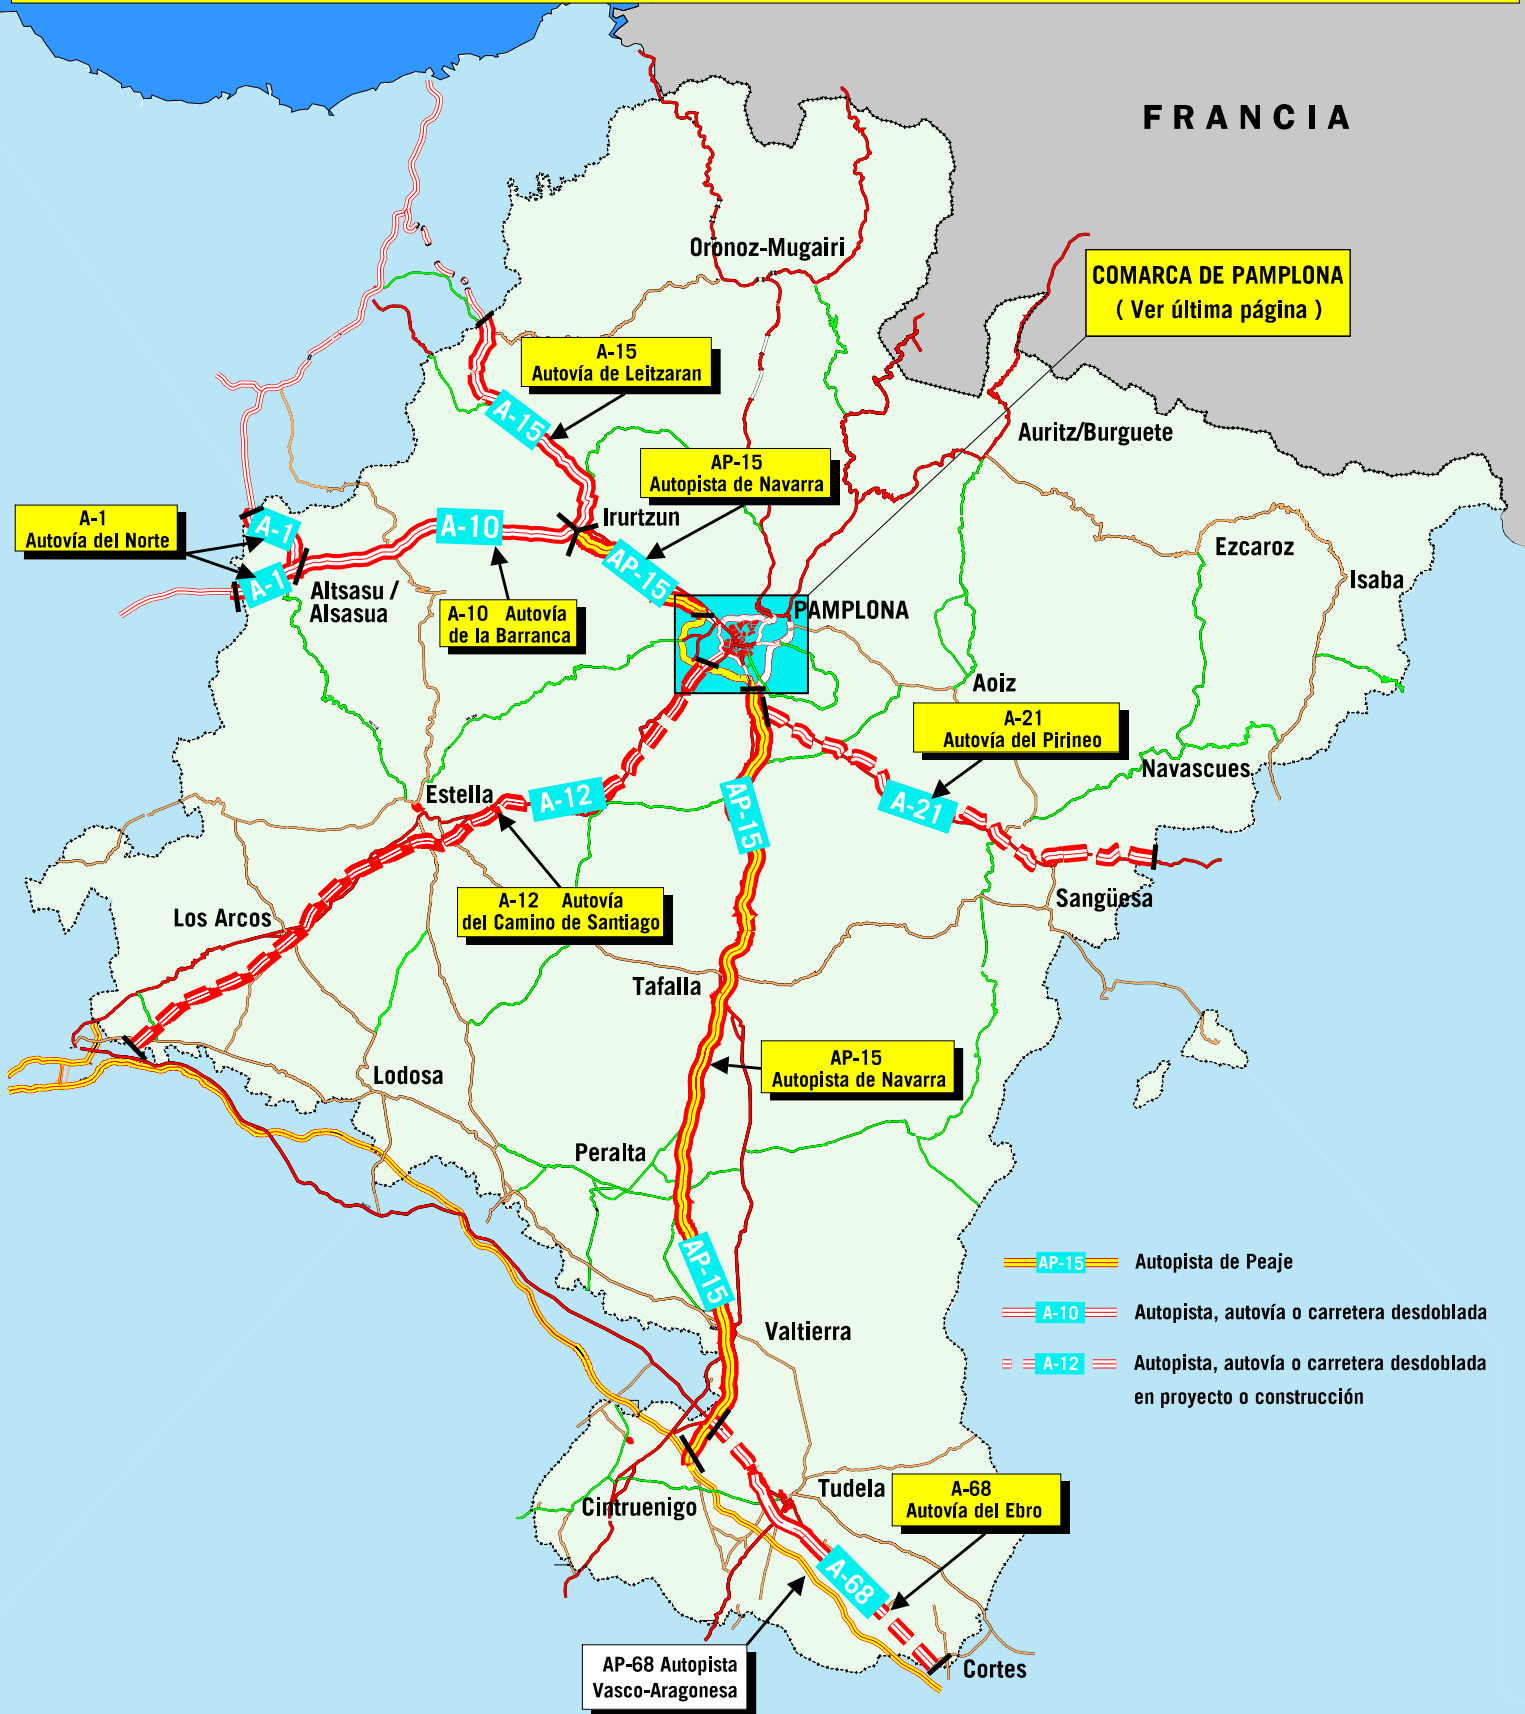 FRANCIA
Oronoz-Mugairi
COMARCA DE PAMPLONA
( Ver última página )
A-15
Autovía de Leitzaran
A-15
Auritz/Burguete
AP-15
Autopista de Navarra
A-1
Autovía del Norte
A-1
A-10
Irurtzun
Ezcaroz
AP-15
Isaba
A-1
Altsasu /
Alsasua
A-10 Autovía
de la Barranca
PAMPLONA
Aoiz
A-21
Autovía del Pirineo
Navascues
Estella
A-12
AP-15
A-21
A-12 Autovía
del Camino de Santiago
Los Arcos
Sangüesa
Tafalla
AP-15
Autopista de Navarra
Lodosa
Peralta
AP-15
AP-15
Autopista de Peaje
A-10
Autopista, autovía o carretera desdoblada
Valtierra
A-12
Autopista, autovía o carretera desdoblada
en proyecto o construcción
Tudela
A-68
Autovía del Ebro
Cintruenigo
A-68
AP-68 Autopista
Vasco-Aragonesa
Cortes